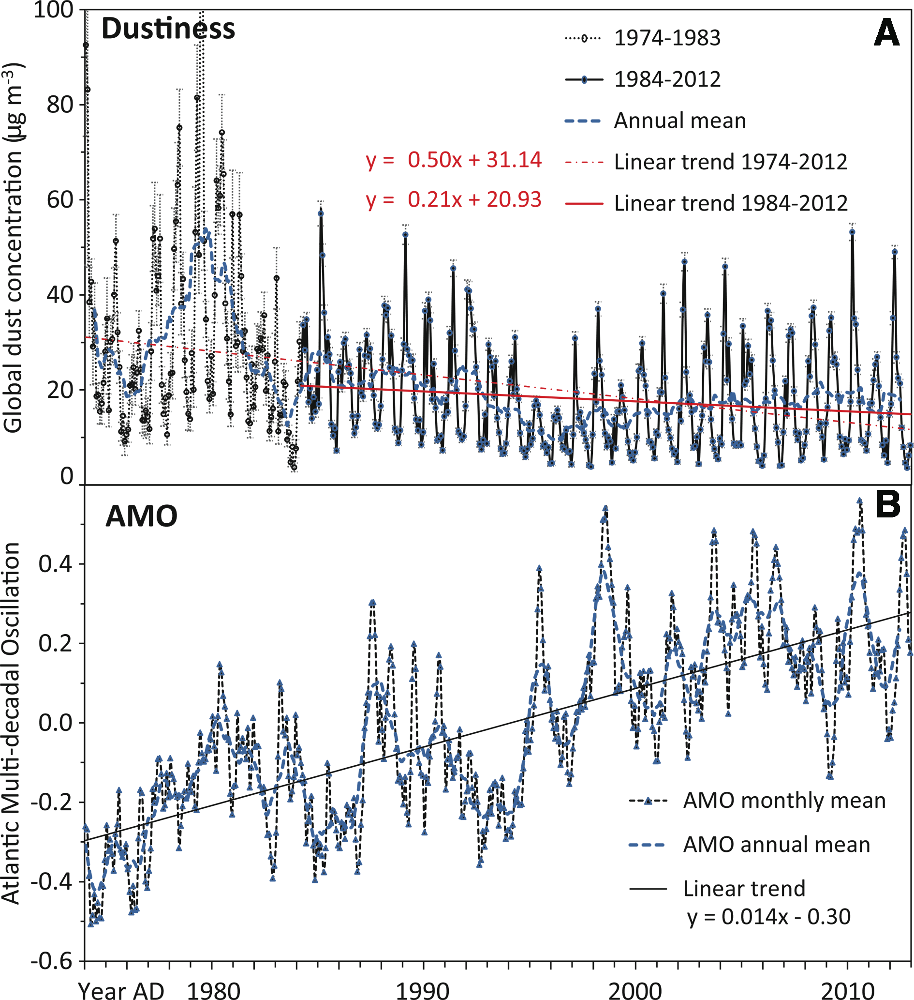 Dustiness
A
1974-1983
1984-2012
Annual mean
y = 0.50x + 31.14
Linear trend 1974-2012
y = 0.21x + 20.93
Linear trend 1984-2012
Global dust concentration (µg m⁻³)
100
80
60
40
20
0
AMO
B
Atlantic Multi-decadal Oscillation
0.4
0.2
0.0
-0.2
-0.4
-0.6
AMO monthly mean
AMO annual mean
Linear trend
y = 0.014x - 0.30
Year AD 1980 1990 2000 2010